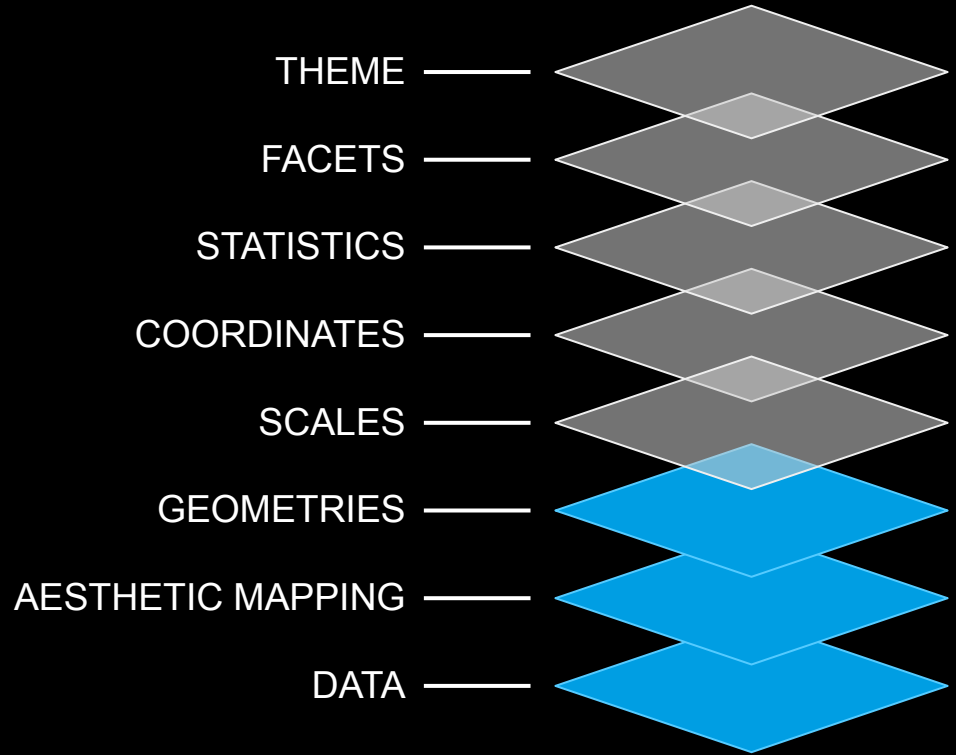 THEME
FACETS
STATISTICS
COORDINATES
SCALES
GEOMETRIES
AESTHETIC MAPPING
DATA